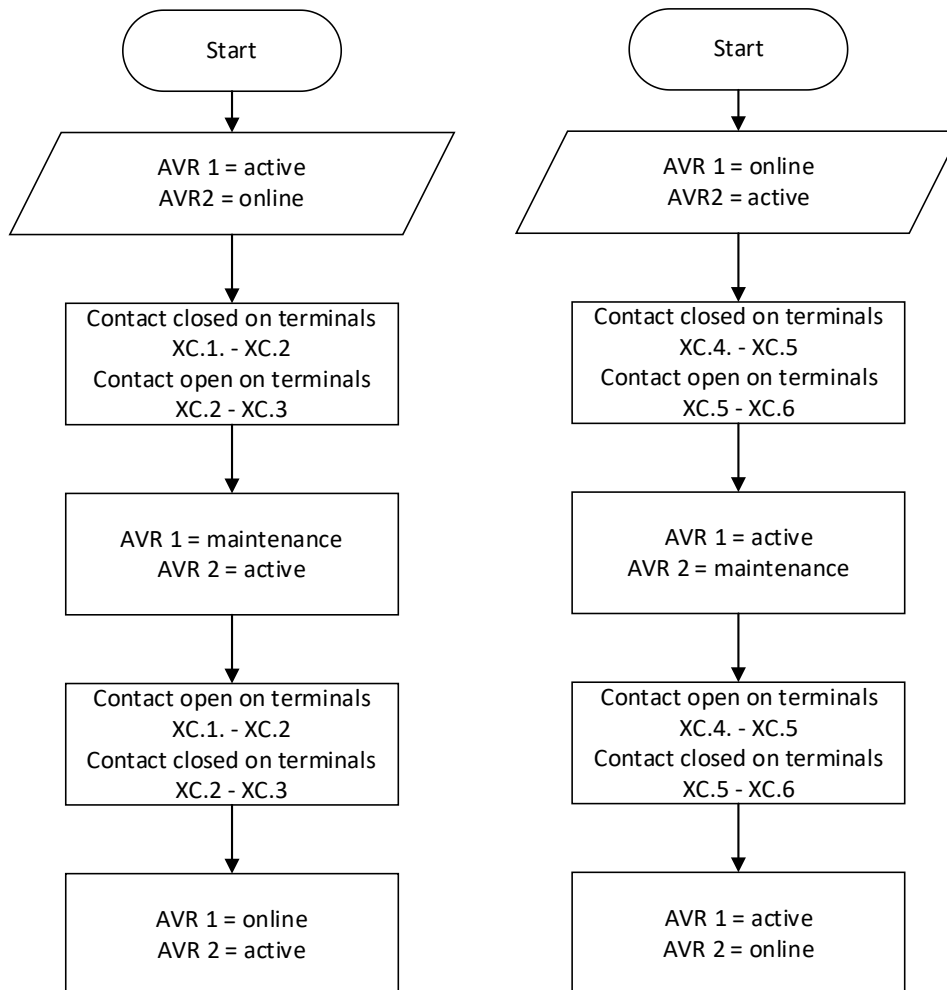 Start
AVR 1 = active
AVR2 = online
Contact closed on terminals
XC.1. - XC.2
Contact open on terminals
XC.2 - XC.3
AVR 1 = maintenance
AVR 2 = active
Contact open on terminals
XC.1. - XC.2
Contact closed on terminals
XC.2 - XC.3
AVR 1 = online
AVR 2 = active
Start
AVR 1 = online
AVR2 = active
Contact closed on terminals
XC.4. - XC.5
Contact open on terminals
XC.5 - XC.6
AVR 1 = active
AVR 2 = maintenance
Contact open on terminals
XC.4. - XC.5
Contact closed on terminals
XC.5 - XC.6
AVR 1 = active
AVR 2 = online